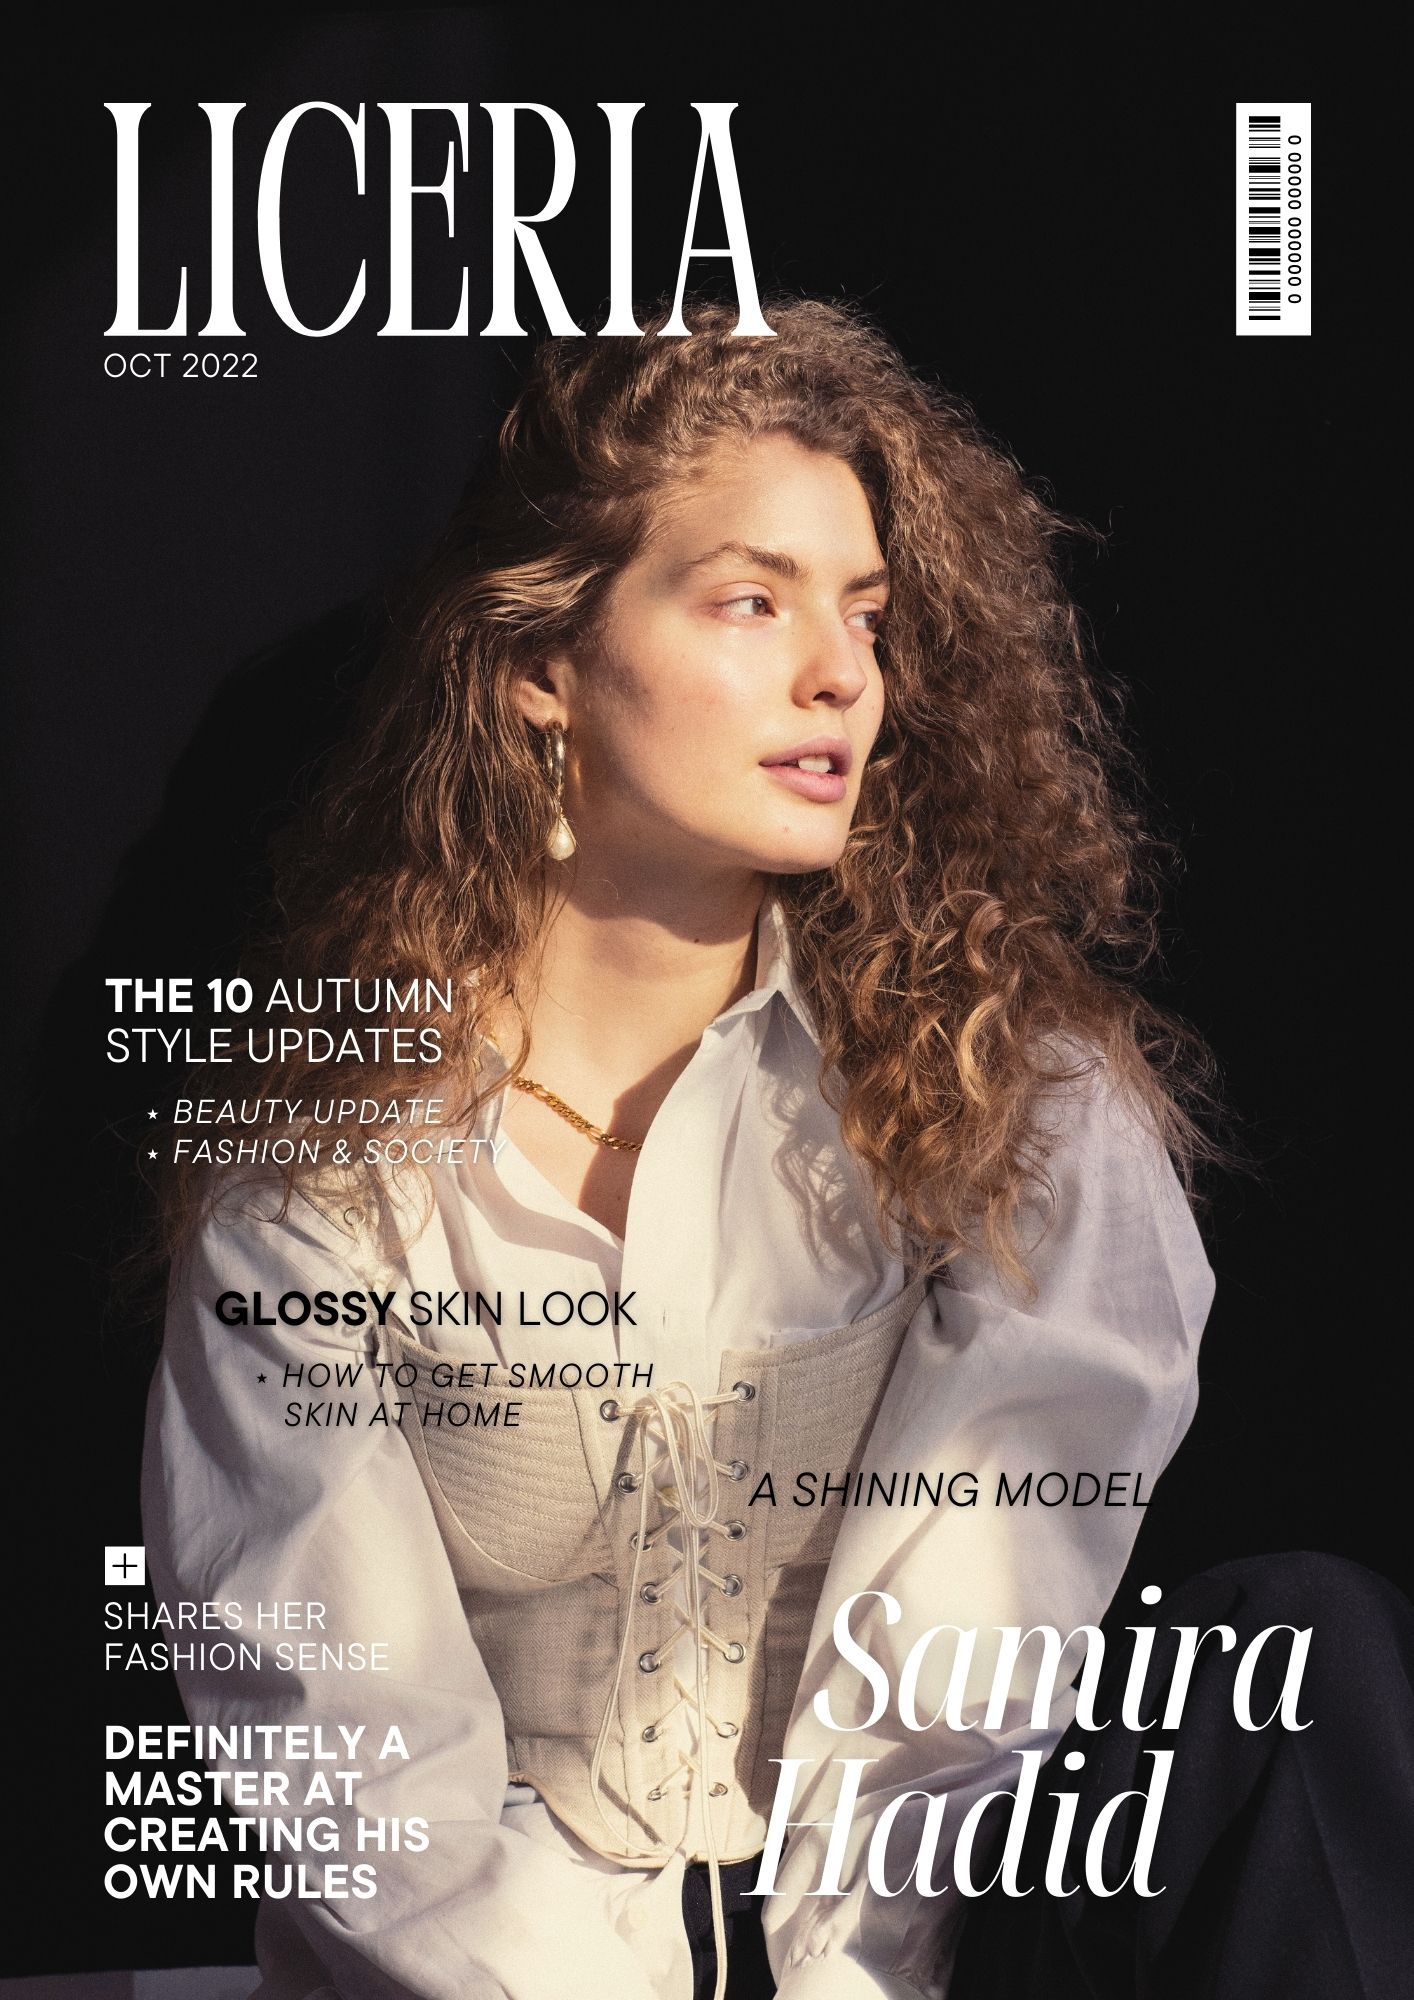 LICERIA
OCT 2022
0 000000 00000 0
THE 10 AUTUMN
STYLE UPDATES
★ BEAUTY UPDATE
★ FASHION & SOCIETY
GLOSSY SKIN LOOK
★ HOW TO GET SMOOTH
SKIN AT HOME
A SHINING MODEL
Samira
Hadid
+
SHARES HER
FASHION SENSE
DEFINITELY A
MASTER AT
CREATING HIS
OWN RULES